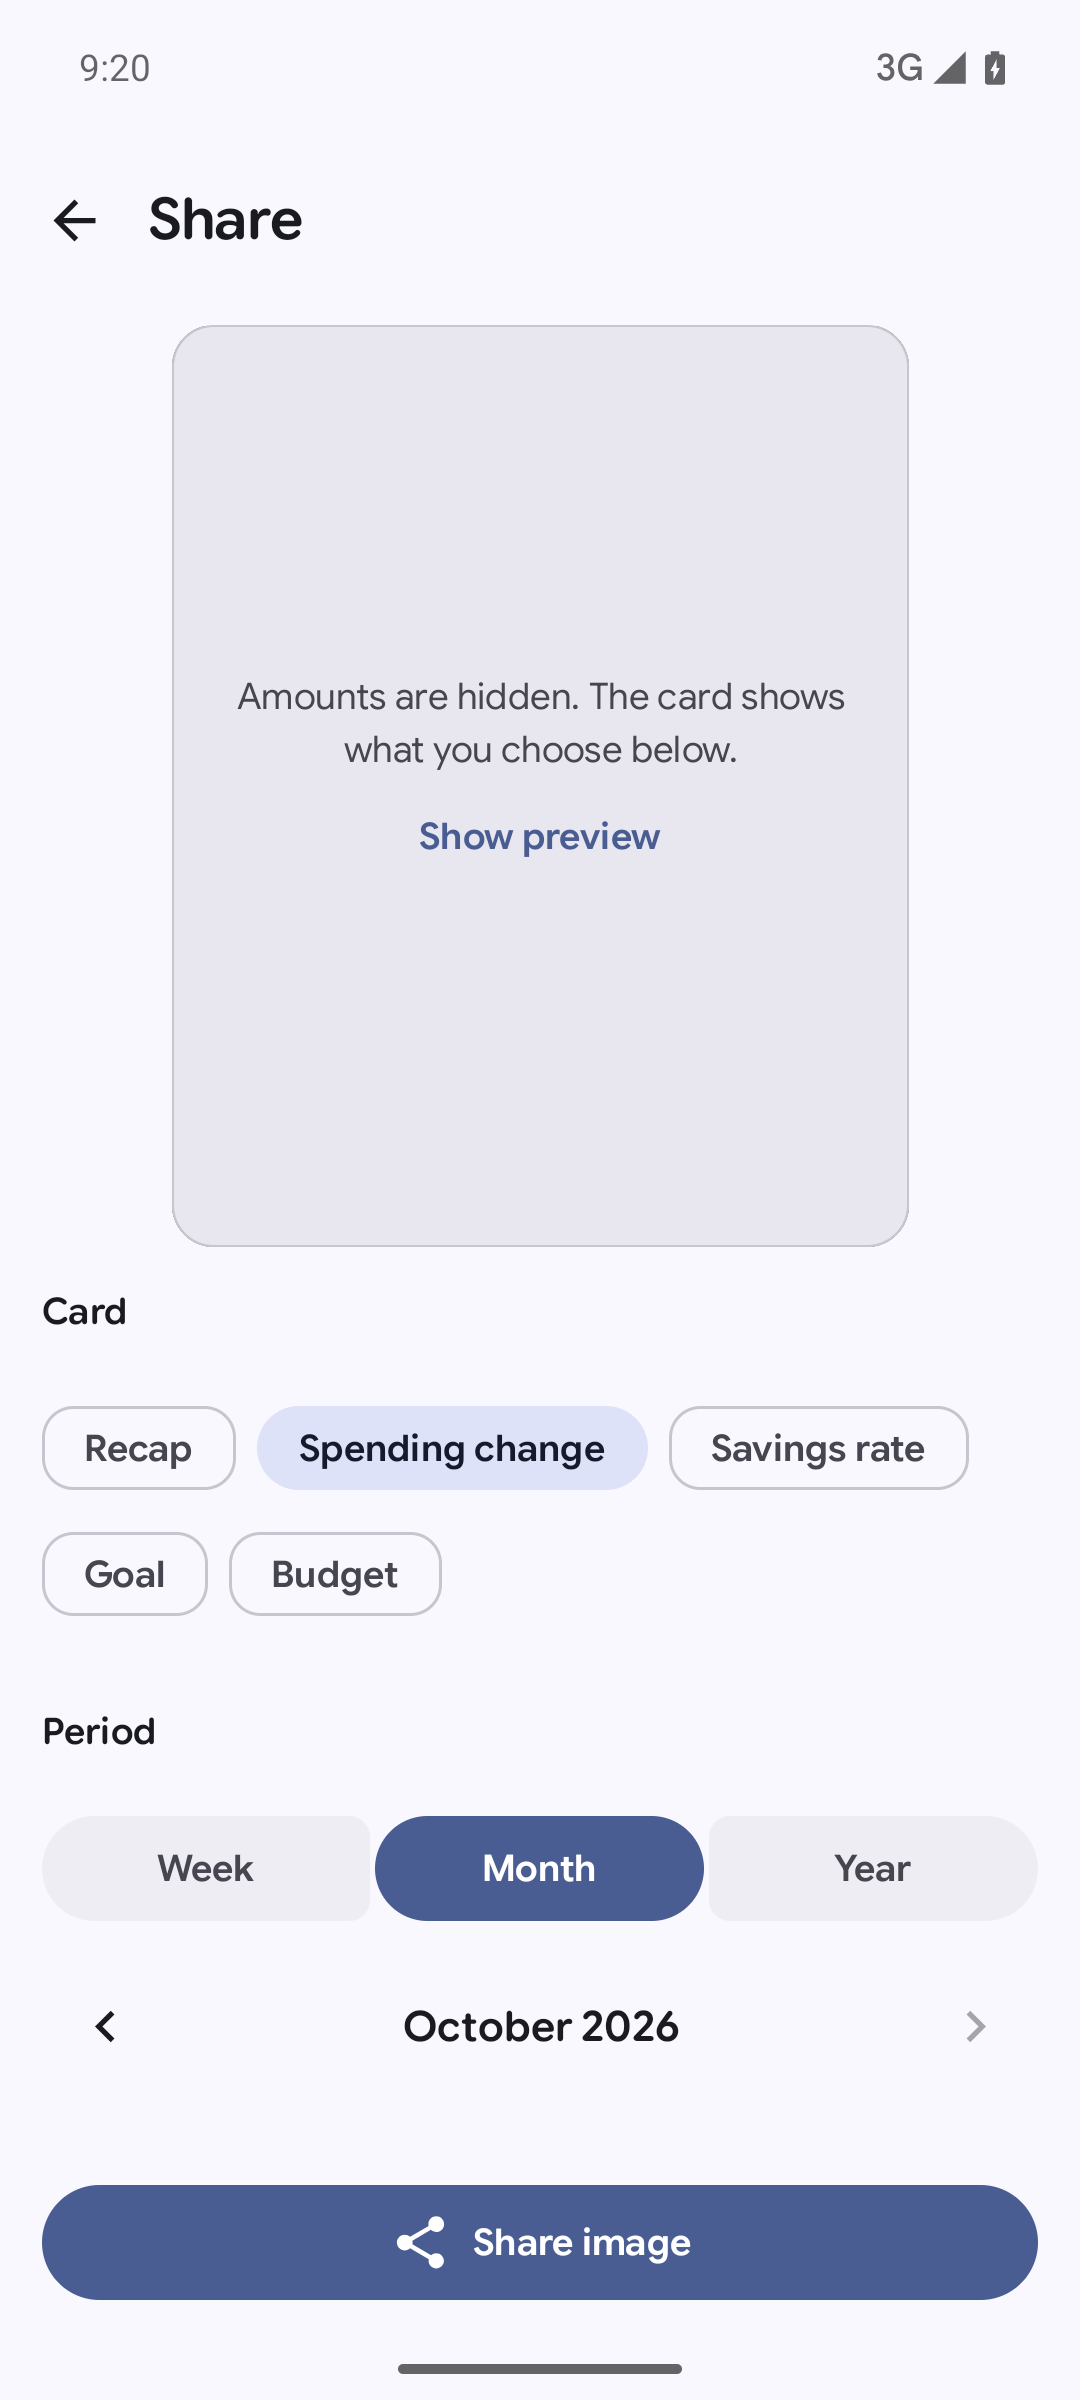 9:20
3G
Share
Amounts are hidden. The card shows
what you choose below.
Show preview
Card
Recap
Spending change
Savings rate
Goal
Budget
Period
Week
Month
Year
October 2026
Share image